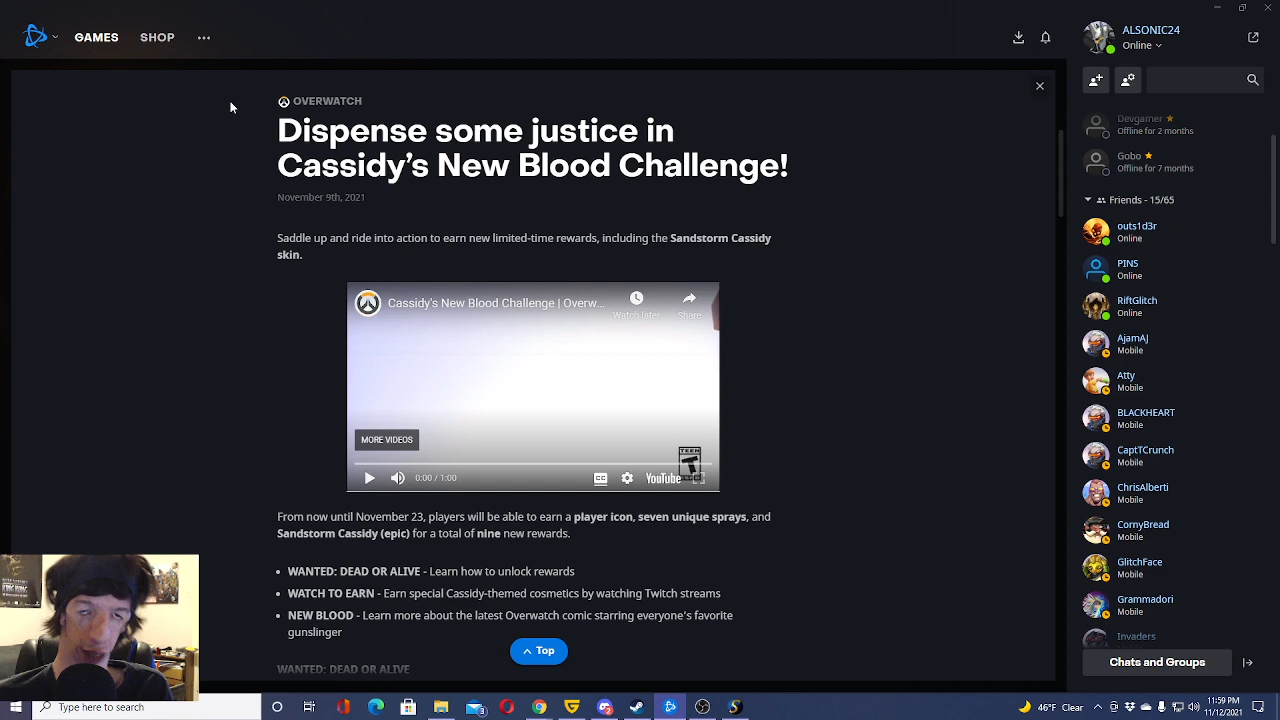 GAMES SHOP
ALSONIC24
Online
OVERWATCH
Dispense some justice in
Cassidy's New Blood Challenge!
November 9th, 2021
Saddle up and ride into action to earn new limited-time rewards, including the Sandstorm Cassidy
skin.
Cassidy's New Blood Challenge | Overw...
Watch later
Share
MORE VIDEOS
TEEN
T
0:00 / 1:00
CC
YouTube
From now until November 23, players will be able to earn a player icon, seven unique sprays, and
Sandstorm Cassidy (epic) for a total of nine new rewards.
• WANTED: DEAD OR ALIVE - Learn how to unlock rewards
• WATCH TO EARN - Earn special Cassidy-themed cosmetics by watching Twitch streams
• NEW BLOOD - Learn more about the latest Overwatch comic starring everyone's favorite
gunslinger
Top
WANTED: DEAD OR ALIVE
Devgamer
Offline for 2 months
Gobo
Offline for 7 months
Friends - 15/65
outs1d3r
Online
PINS
Online
RiftGlitch
Online
AjamAJ
Mobile
Atty
Mobile
BLACKHEART
Mobile
CaptTCrunch
Mobile
ChrisAlberti
Mobile
CornyBread
Mobile
GlitchFace
Mobile
Grammadori
Mobile
Invaders
Chats and Groups
Type here to search
46°F Clear
11:59 PM
11/12/2021